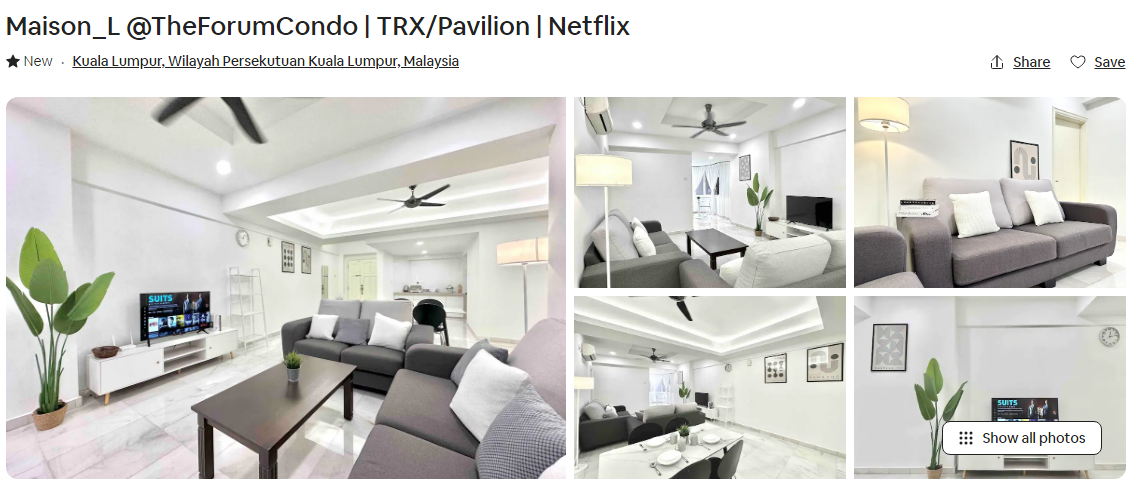 Maison_L @TheForumCondo | TRX/Pavilion | Netflix
New · Kuala Lumpur, Wilayah Persekutuan Kuala Lumpur, Malaysia
Share
Save
SUITS
SUITS
Show all photos